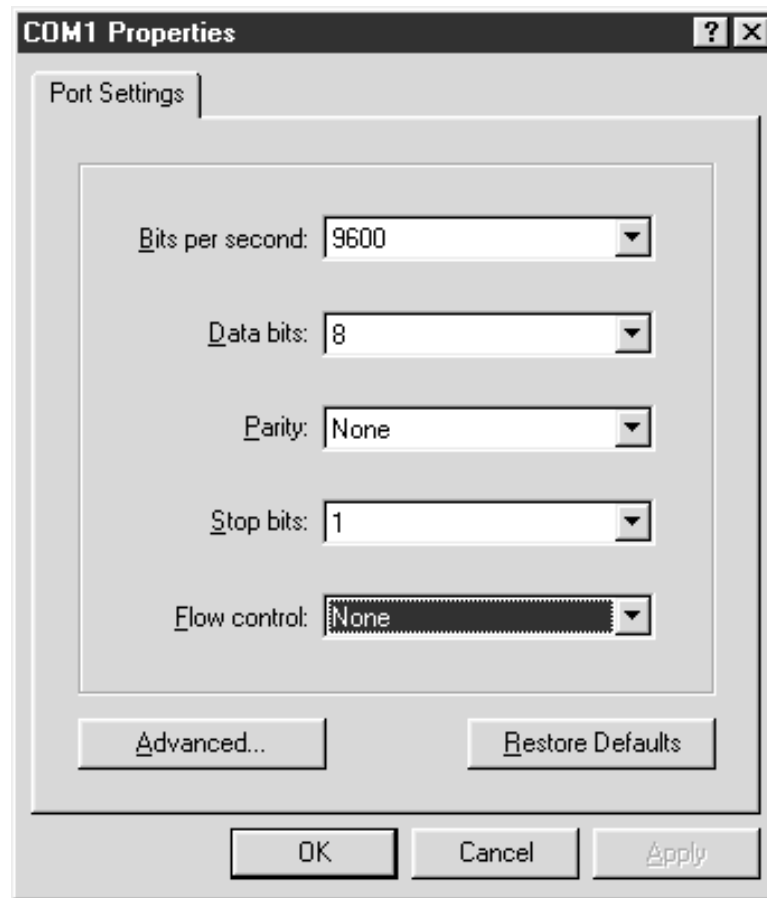 COM1 Properties
Port Settings
Bits per second: 9600
Data bits: 8
Parity: None
Stop bits: 1
Flow control: None
Advanced... Restore Defaults
OK Cancel Apply